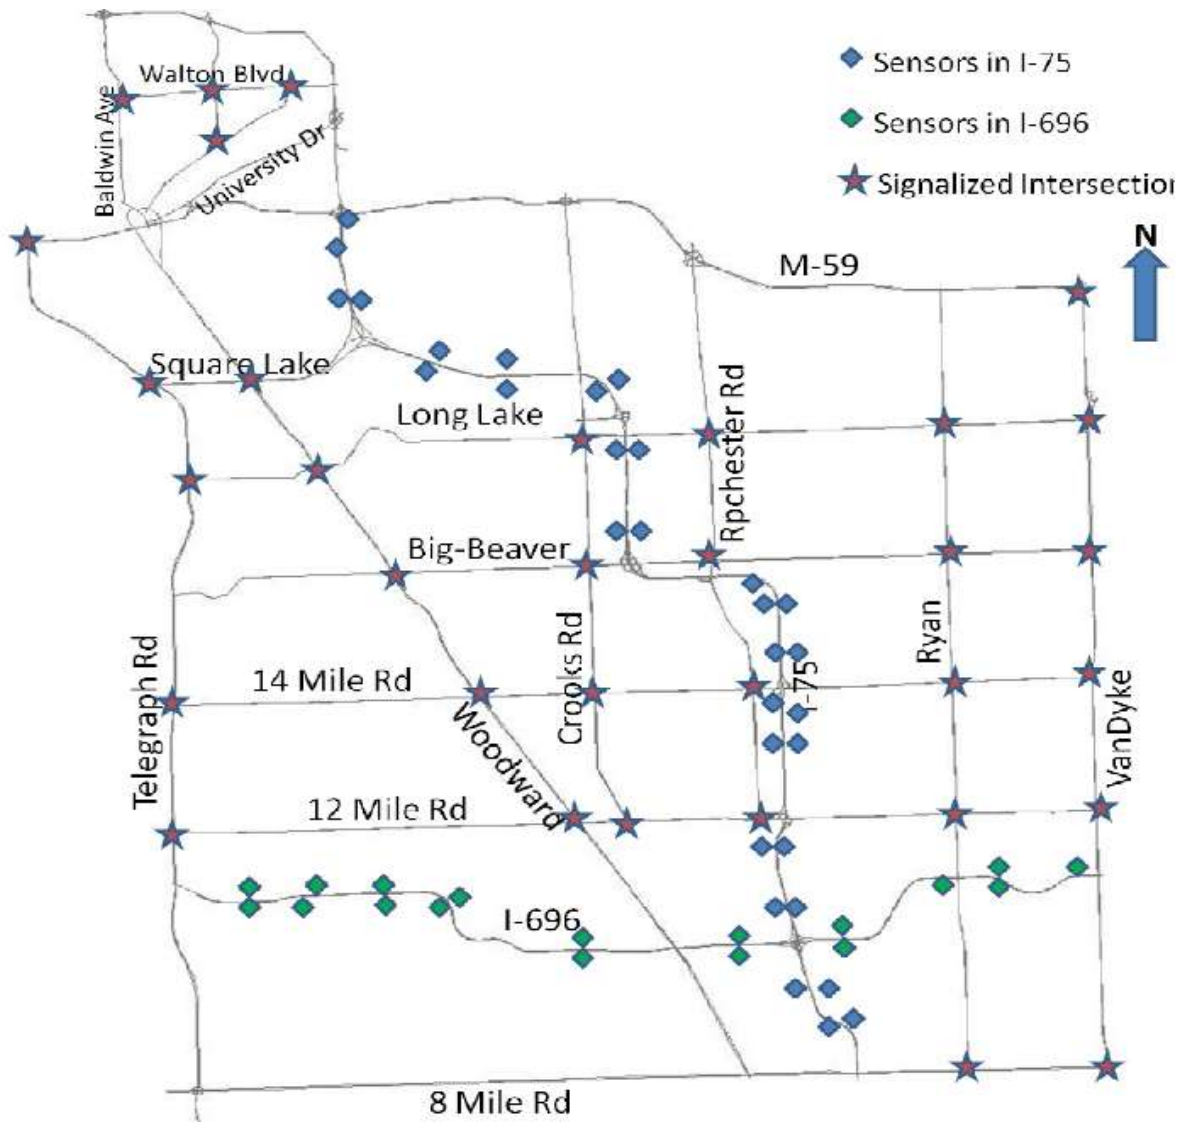 Sensors in I-75
Walton Blvd
Sensors in I-696
Baldwin Ave
University Dr
Signalized Intersection
N
M-59
Square Lake
Long Lake
Rpchester Rd
Big-Beaver
Ryan
Crooks Rd
Telegraph Rd
14 Mile Rd
I-75
Woodward
VanDyke
12 Mile Rd
I-696
8 Mile Rd